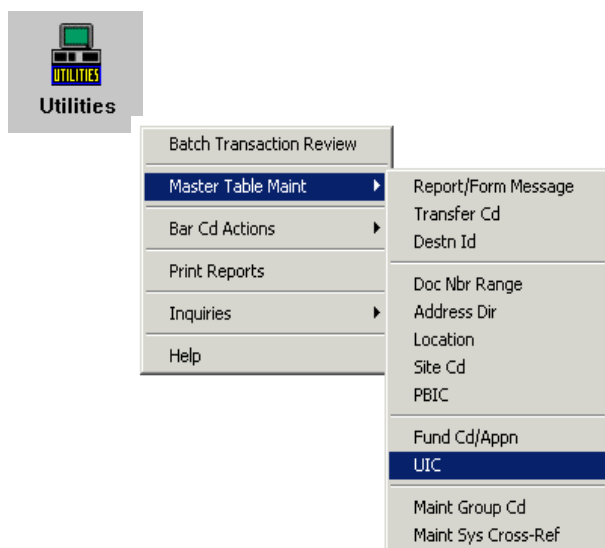 UTILITIES
Utilities
Batch Transaction Review
Master Table Maint
Bar Cd Actions
Print Reports
Inquiries
Help
Report/Form Message
Transfer Cd
Destn Id
Doc Nbr Range
Address Dir
Location
Site Cd
PBIC
Fund Cd/Appn
UIC
Maint Group Cd
Maint Sys Cross-Ref